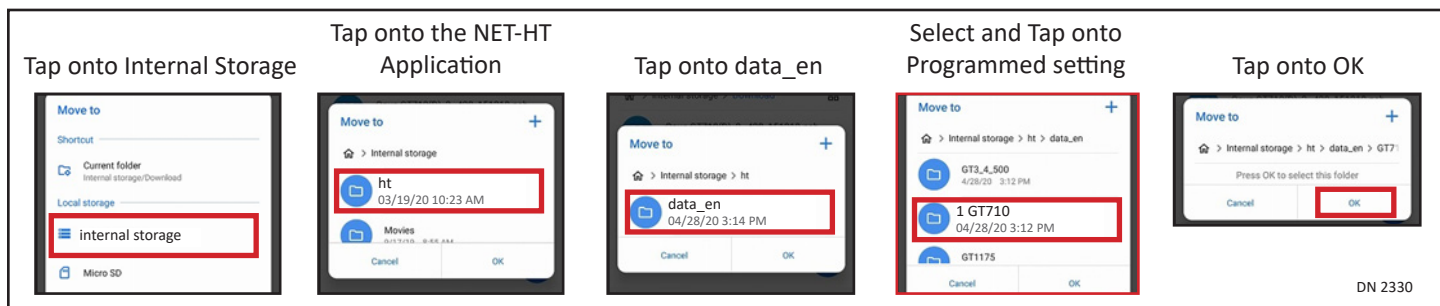 Tap onto Internal Storage
Move to
Shortcut
Current folder
Internal storage/Download
Local storage
internal storage
Micro SD
Tap onto the NET-HT
Application
Move to +
> Internal storage
ht
03/19/20 10:23 AM
Movies
Cancel OK
Tap onto data_en
Move to +
> Internal storage > ht
data_en
04/28/20 3:14 PM
Cancel OK
Select and Tap onto
Programmed setting
Move to +
> Internal storage > ht > data_en
GT3_4_500
4/28/20 3:12 PM
1 GT710
04/28/20 3:12 PM
GT1175
Cancel OK
Tap onto OK
Move to +
> Internal storage > ht > data_en > GT71
Press OK to select this folder
Cancel OK
DN 2330